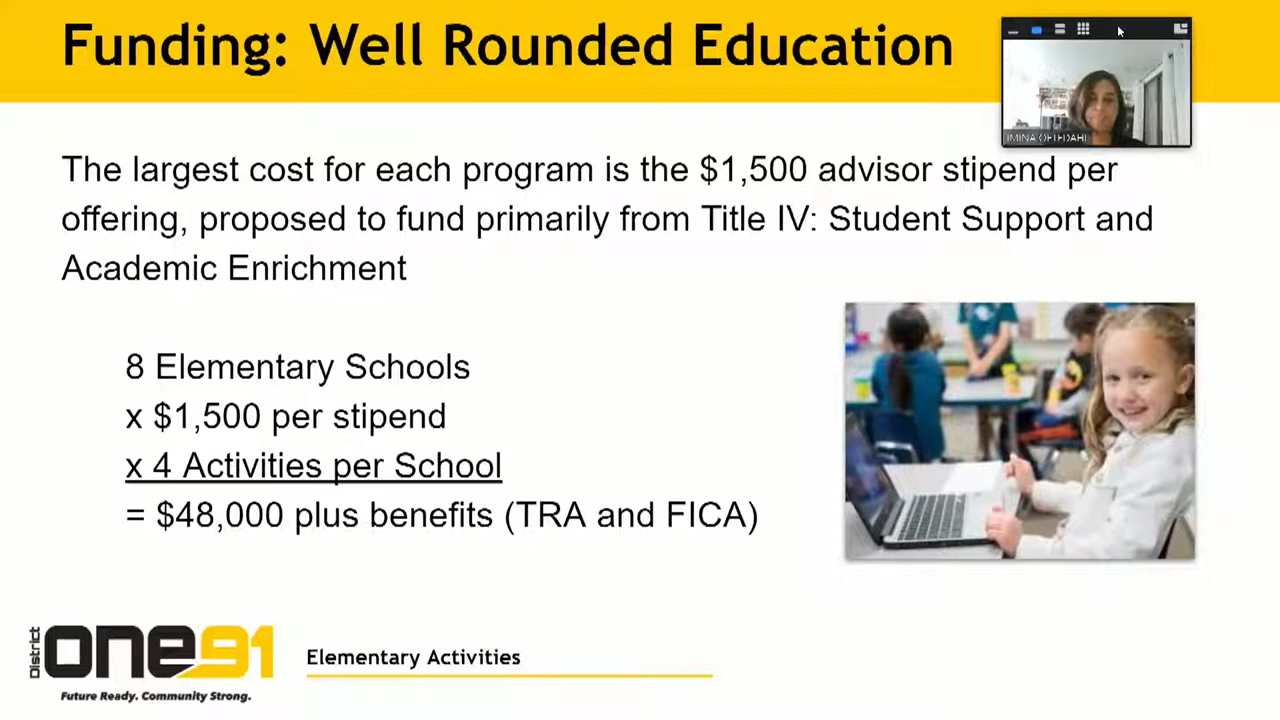 Funding: Well Rounded Education
The largest cost for each program is the $1,500 advisor stipend per
offering, proposed to fund primarily from Title IV: Student Support and
Academic Enrichment
8 Elementary Schools
x $1,500 per stipend
x 4 Activities per School
= $48,000 plus benefits (TRA and FICA)
District
one91
Future Ready. Community Strong.
Elementary Activities